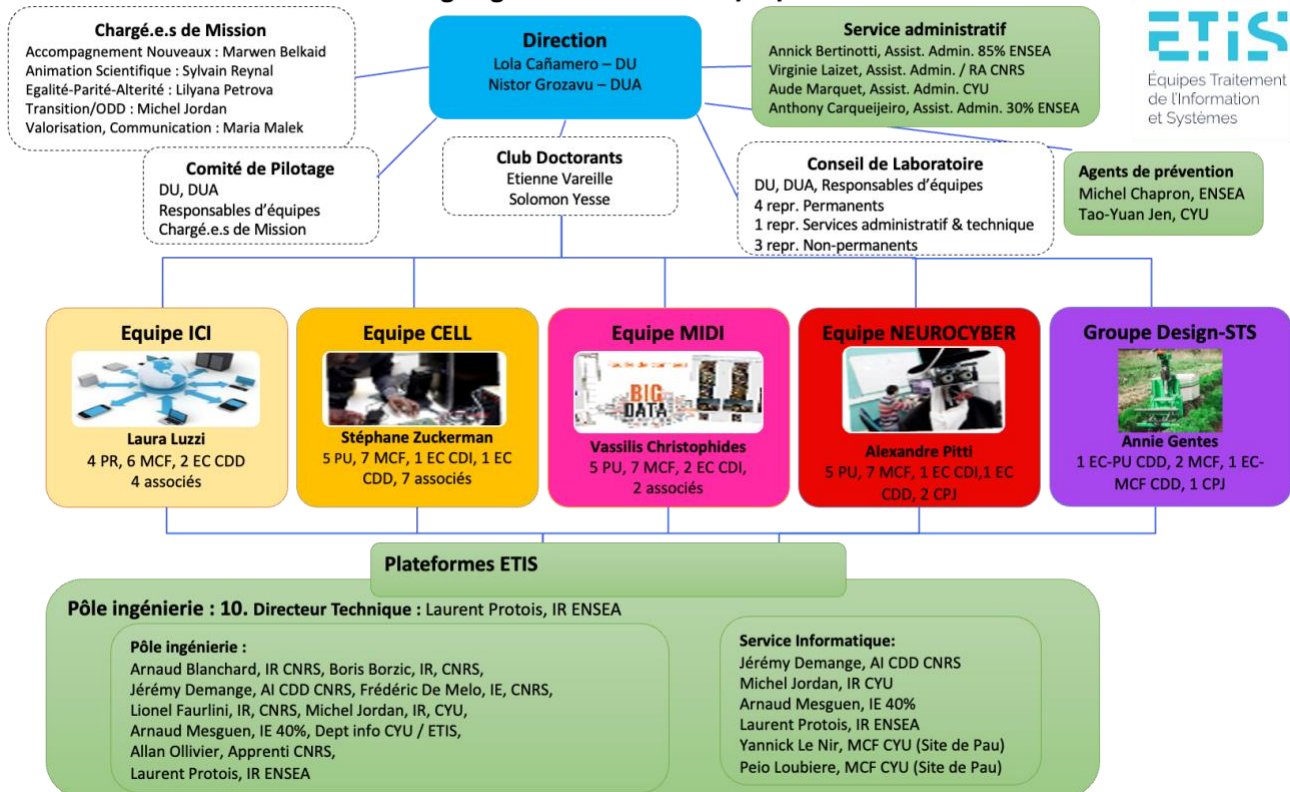 Chargé.e.s de Mission
Accompagnement Nouveaux : Marwen Belkaid
Animation Scientifique : Sylvain Reynal
Egalité-Parité-Alterité : Lilyana Petrova
Transition/ODD : Michel Jordan
Valorisation, Communication : Maria Malek
Direction
Lola Cañamero – DU
Nistor Grozavu – DUA
Service administratif
Annick Bertinotti, Assist. Admin. 85% ENSEA
Virginie Laizet, Assist. Admin. / RA CNRS
Aude Marquet, Assist. Admin. CYU
Anthony Carqueijeiro, Assist. Admin. 30% ENSEA
ETIS
Équipes Traitement
de l'Information
et Systèmes
Comité de Pilotage
DU, DUA
Responsables d'équipes
Chargé.e.s de Mission
Club Doctorants
Etienne Vareille
Solomon Yesse
Conseil de Laboratoire
DU, DUA, Responsables d'équipes
4 repr. Permanents
1 repr. Services administratif & technique
3 repr. Non-permanents
Agents de prévention
Michel Chapron, ENSEA
Tao-Yuan Jen, CYU
Equipe ICI
Laura Luzzi
4 PR, 6 MCF, 2 EC CDD
4 associés
Equipe CELL
Stéphane Zuckerman
5 PU, 7 MCF, 1 EC CDI, 1 EC
CDD, 7 associés
Equipe MIDI
BIG
DATA
Vassilis Christophides
5 PU, 7 MCF, 2 EC CDI,
2 associés
Equipe NEUROCYBER
Alexandre Pitti
5 PU, 7 MCF, 1 EC CDI,1 EC
CDD, 2 CPJ
Groupe Design-STS
Annie Gentes
1 EC-PU CDD, 2 MCF, 1 EC-
MCF CDD, 1 CPJ
Plateformes ETIS
Pôle ingénierie : 10. Directeur Technique : Laurent Protois, IR ENSEA
Pôle ingénierie :
Arnaud Blanchard, IR CNRS, Boris Borzic, IR, CNRS,
Jérémy Demange, AI CDD CNRS, Frédéric De Melo, IE, CNRS,
Lionel Faurlini, IR, CNRS, Michel Jordan, IR, CYU,
Arnaud Mesguen, IE 40%, Dept info CYU / ETIS,
Allan Ollivier, Apprenti CNRS,
Laurent Protois, IR ENSEA
Service Informatique:
Jérémy Demange, AI CDD CNRS
Michel Jordan, IR CYU
Arnaud Mesguen, IE 40%
Laurent Protois, IR ENSEA
Yannick Le Nir, MCF CYU (Site de Pau)
Peio Loubiere, MCF CYU (Site de Pau)